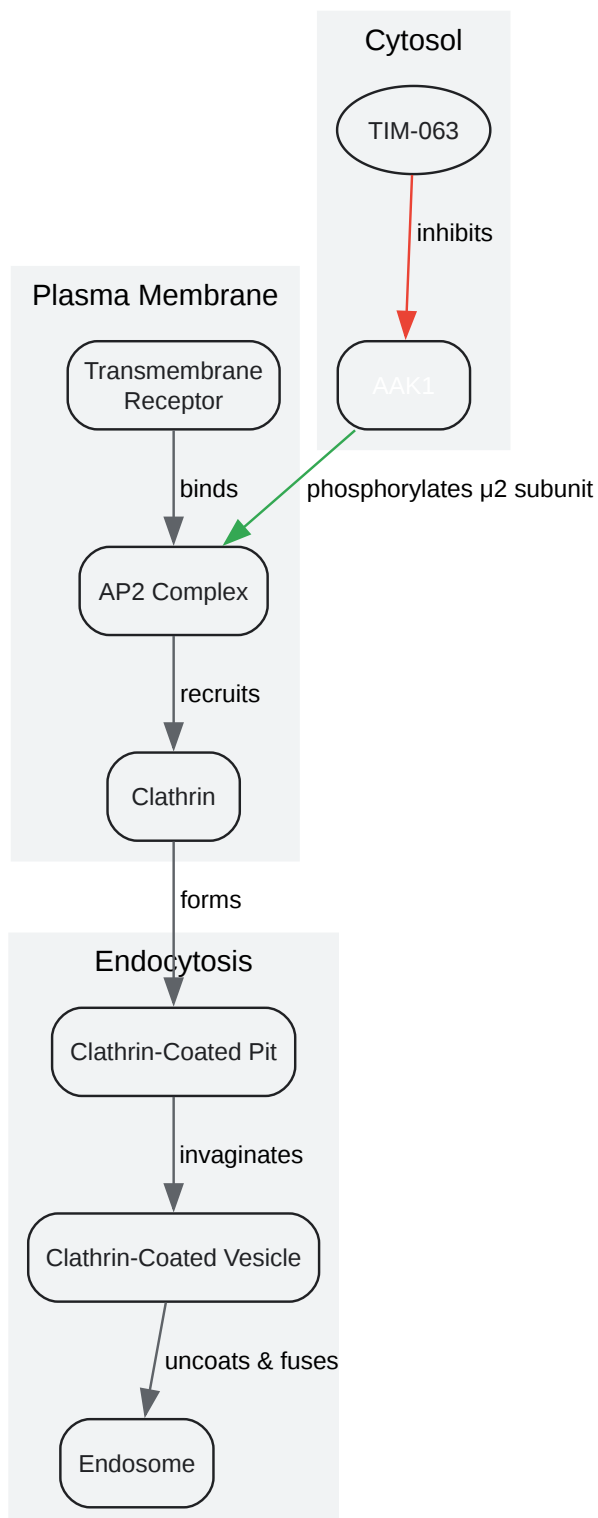 Cytosol
TIM-063
inhibits
Plasma Membrane
Transmembrane
Receptor
AAK1
binds
phosphorylates µ2 subunit
AP2 Complex
recruits
Clathrin
forms
Endocytosis
Clathrin-Coated Pit
invaginates
Clathrin-Coated Vesicle
uncoats & fuses
Endosome